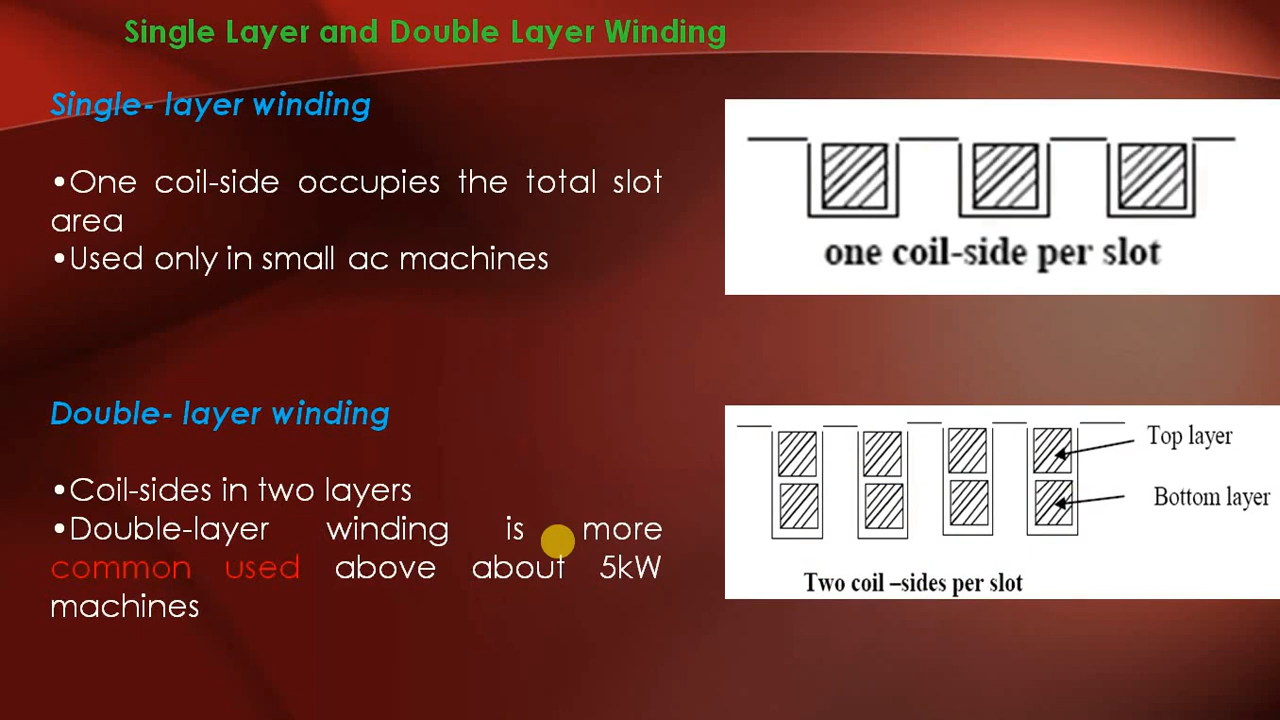 Single Layer and Double Layer Winding
Single- layer winding
•One coil-side occupies the total slot
area
•Used only in small ac machines
one coil-side per slot
Double- layer winding
•Coil-sides in two layers
•Double-layer winding is more
common used above about 5kW
machines
Top layer
Bottom layer
Two coil –sides per slot